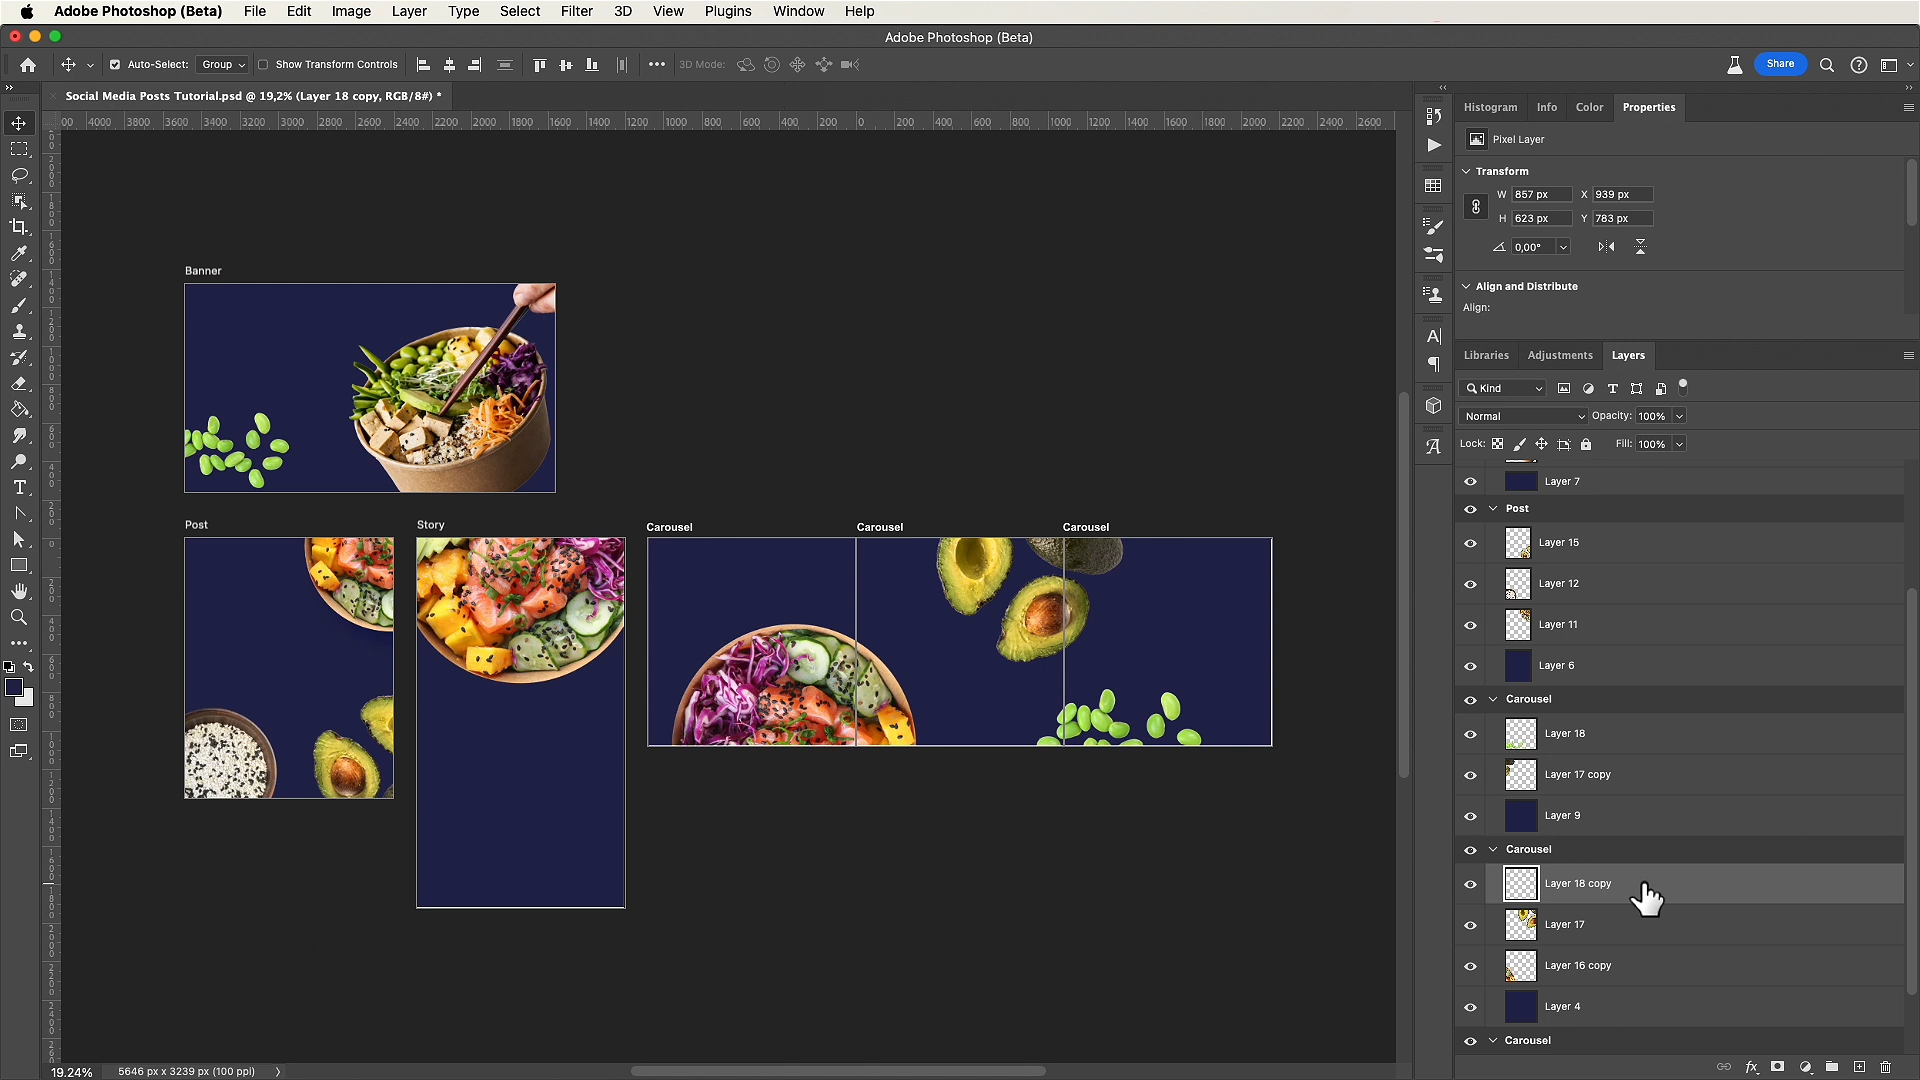 Adobe Photoshop (Beta) File Edit Image Layer Type Select Filter 3D View Plugins Window Help
Adobe Photoshop (Beta)
Auto-Select: Group Show Transform Controls 3D Mode: Share
Social Media Posts Tutorial.psd @ 19,2% (Layer 18 copy, RGB/8#) *
00 4000 3800 3600 3400 3200 3000 2800 2600 2400 2200 2000 1800 1600 1400 1200 1000 800 600 400 200 0 200 400 600 800 1000 1200 1400 1600 1800 2000 2200 2400 2600
Histogram Info Color Properties
Pixel Layer
Transform
W 857 px X 939 px
H 623 px Y 783 px
0,00°
Align and Distribute
Align:
Banner
Post
Story
Carousel
Carousel
Carousel
Libraries Adjustments Layers
Kind
Normal Opacity: 100%
Lock: Fill: 100%
Layer 7
Post
Layer 15
Layer 12
Layer 11
Layer 6
Carousel
Layer 18
Layer 17 copy
Layer 9
Carousel
Layer 18 copy
Layer 17
Layer 16 copy
Layer 4
Carousel
19.24% 5646 px x 3239 px (100 ppi)